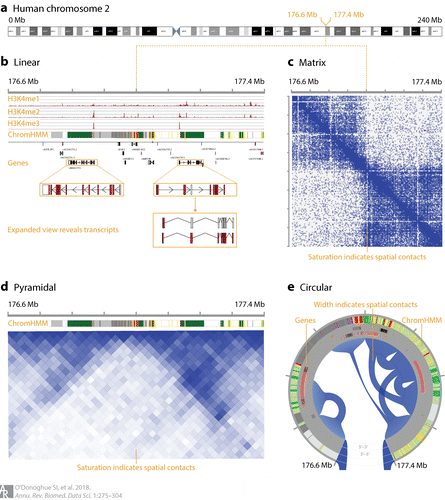 a Human chromosome 2
176.6 Mb 177.4 Mb
0 Mb 240 Mb
b Linear
176.6 Mb 177.4 Mb
H3K4me1
H3K4me2
H3K4me3
ChromHMM
Genes
Expanded view reveals transcripts
c Matrix
176.6 Mb 177.4 Mb
Saturation indicates spatial contacts
d Pyramidal
176.6 Mb 177.4 Mb
ChromHMM
Saturation indicates spatial contacts
e Circular
Width indicates spatial contacts
Genes ChromHMM
176.6 Mb 177.4 Mb
AR
O'Donoghue SI, et al. 2018.
Annu. Rev. Biomed. Data Sci. 1:275–304